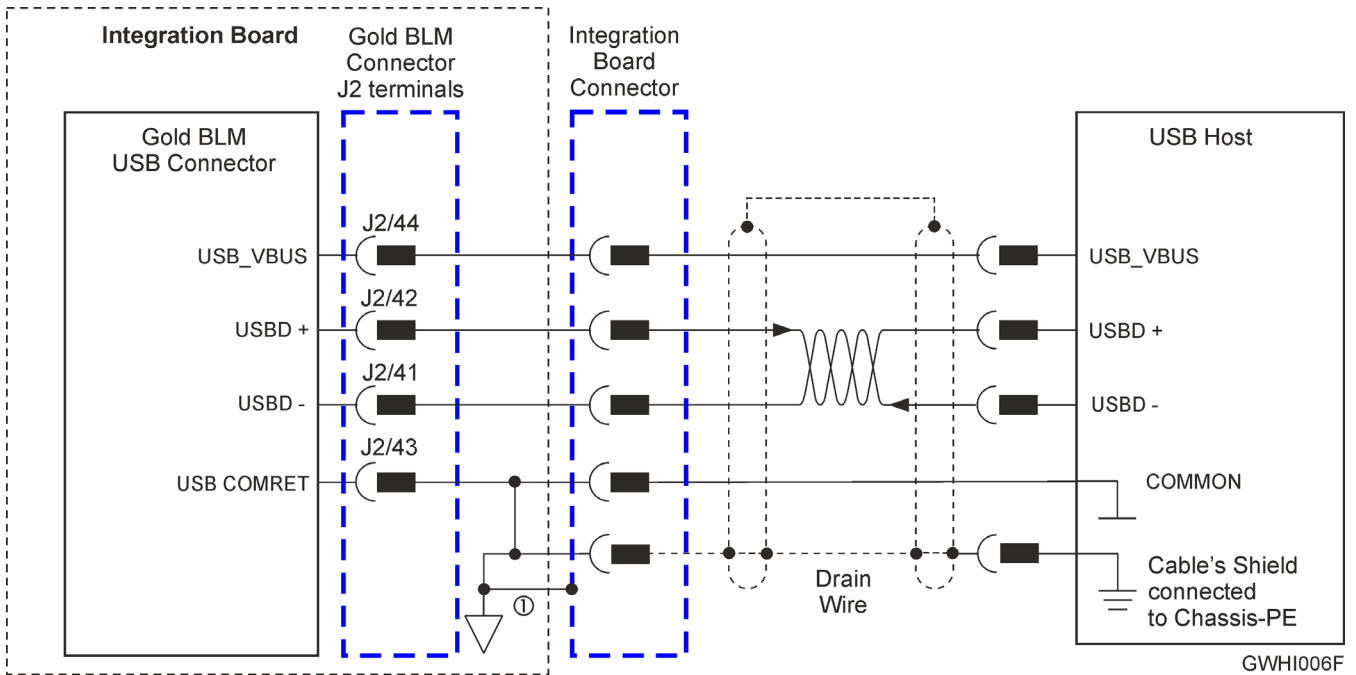 Integration Board
Gold BLM
Connector
J2 terminals
Integration
Board
Connector
Gold BLM
USB Connector
USB Host
J2/44
USB_VBUS
USB_VBUS
J2/42
USBD +
USBD +
J2/41
USBD -
USBD -
J2/43
USB COMRET
COMMON
①
Drain
Wire
Cable's Shield
connected
to Chassis-PE
GWHI006F